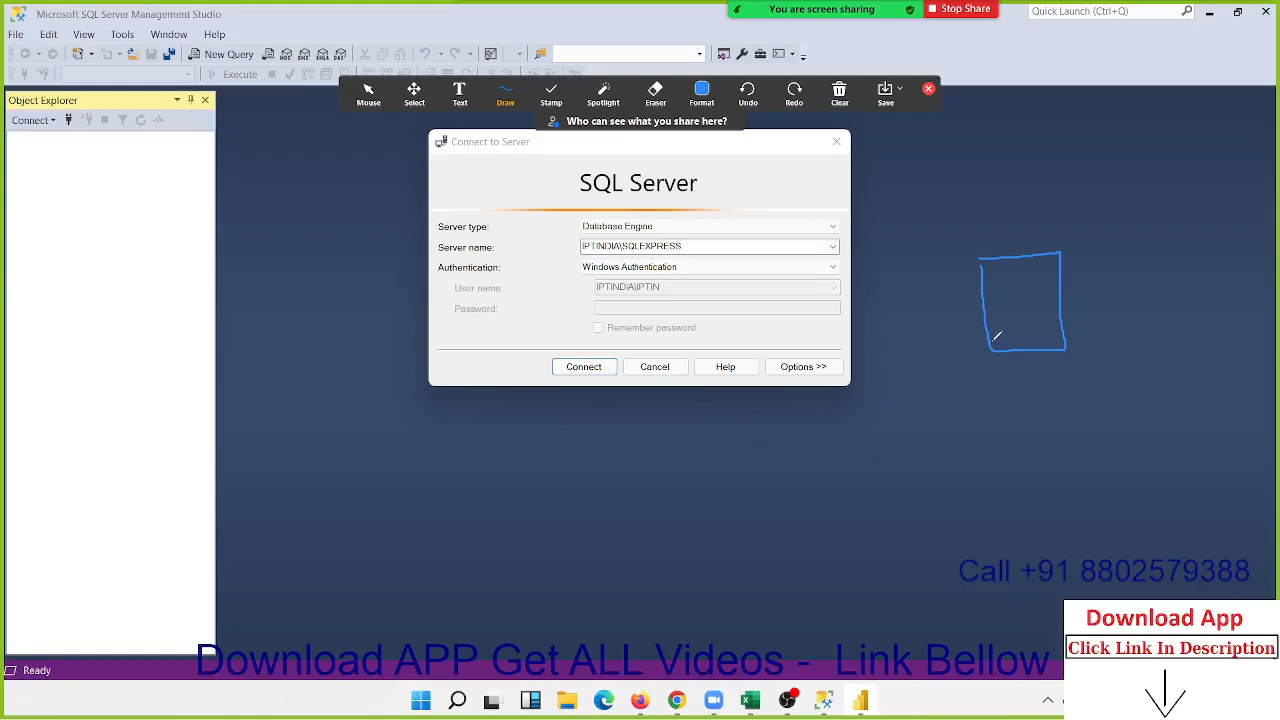 Microsoft SQL Server Management Studio
You are screen sharing
Stop Share
Quick Launch (Ctrl+Q)
File Edit View Tools Window Help
New Query
MDX DMX XMLA DAX
Execute
Mouse Select Text Draw Stamp Spotlight Eraser Format Undo Redo Clear Save
Who can see what you share here?
Object Explorer
Connect
Connect to Server
SQL Server
Server type: Database Engine
Server name: IPTINDIA\SQLEXPRESS
Authentication: Windows Authentication
User name: IPTINDIA\IPTIN
Password:
Remember password
Connect Cancel Help Options >>
Call +91 8802579388
Download App
Click Link In Description
Download APP Get ALL Videos - Link Bellow
Ready